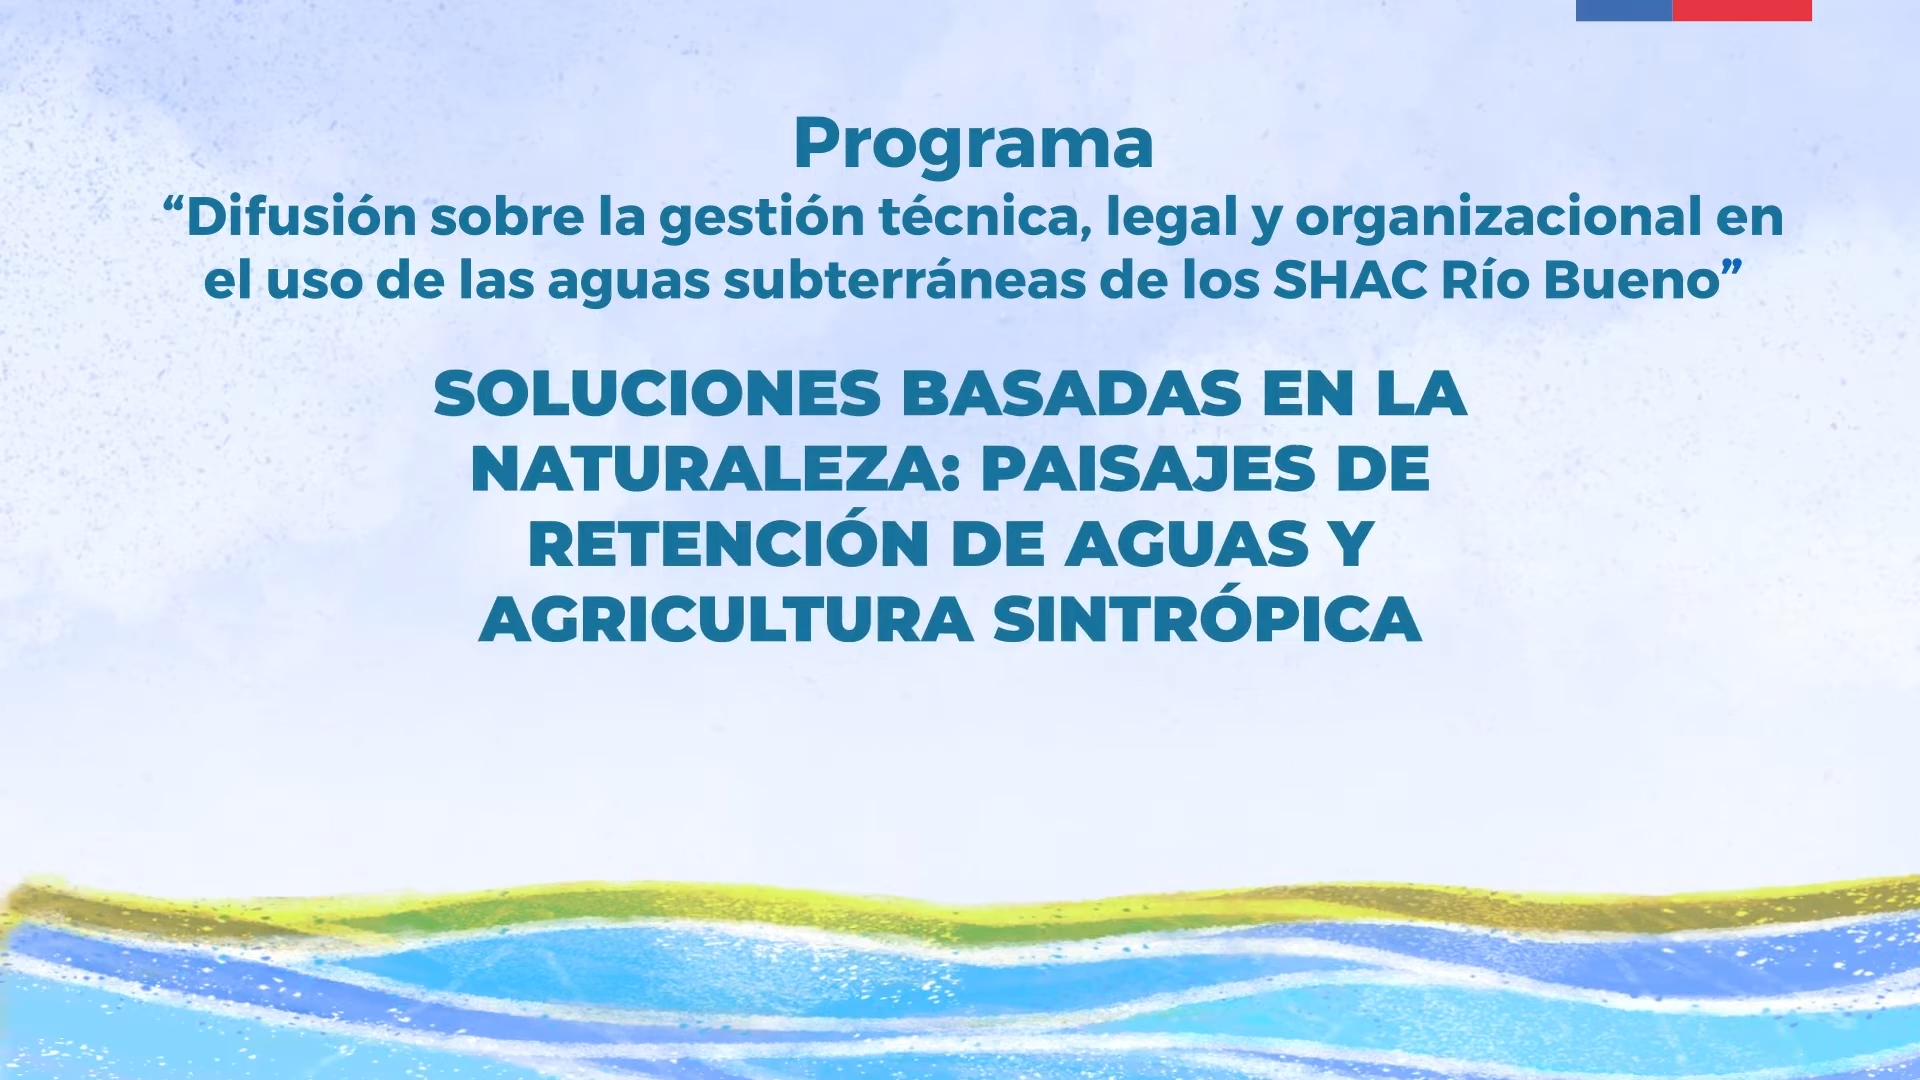 Programa
“Difusión sobre la gestión técnica, legal y organizacional en
el uso de las aguas subterráneas de los SHAC Río Bueno”
SOLUCIONES BASADAS EN LA
NATURALEZA: PAISAJES DE
RETENCIÓN DE AGUAS Y
AGRICULTURA SINTRÓPICA